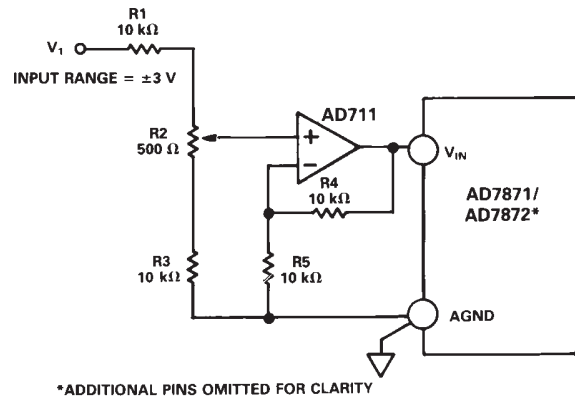 R1
10 kΩ
V1
INPUT RANGE = ±3 V
AD711
R2
500 Ω
+
−
VIN
R4
10 kΩ
AD7871/
AD7872*
R3
10 kΩ
R5
10 kΩ
AGND
*ADDITIONAL PINS OMITTED FOR CLARITY